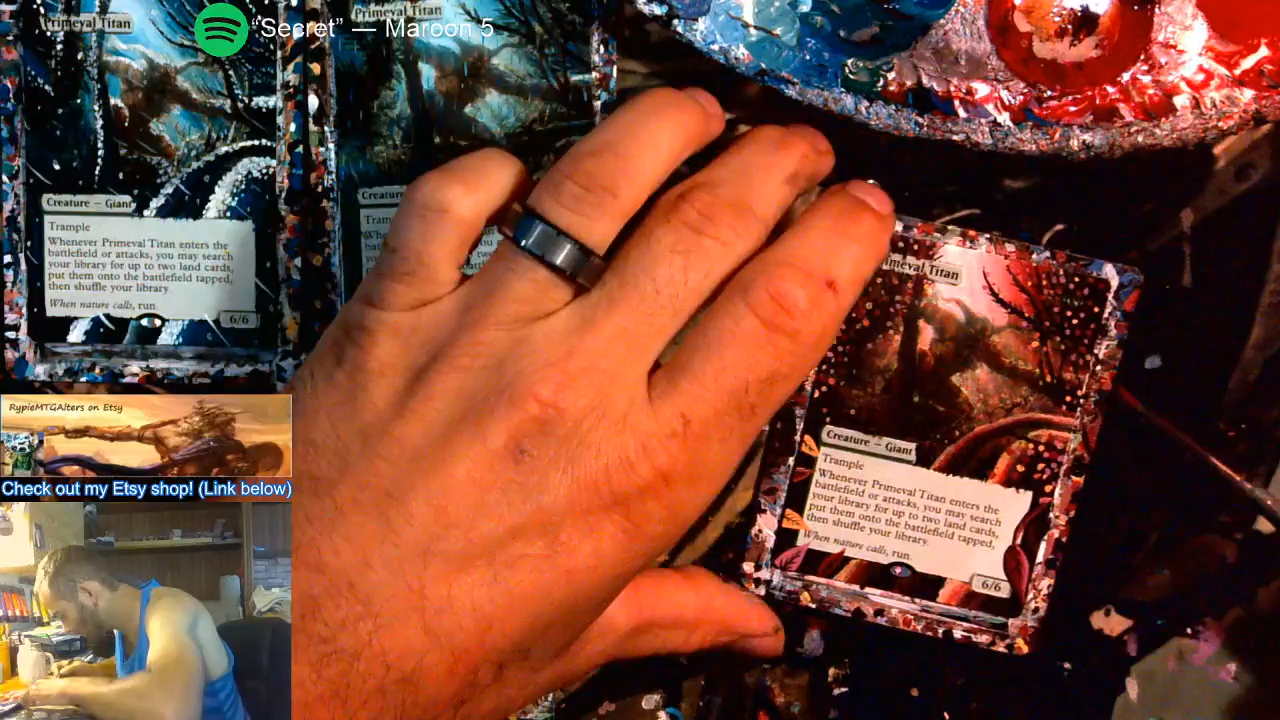 "Secret" — Maroon 5
Primeval Titan
Creature — Giant
Trample
Whenever Primeval Titan enters the
battlefield or attacks, you may search
your library for up to two land cards,
put them onto the battlefield tapped,
then shuffle your library
When nature calls, run
6/6
Primeval Titan
Creature
Primeval Titan
Creature — Giant
Trample
Whenever Primeval Titan enters the
battlefield or attacks, you may search
your library for up to two land cards,
put them onto the battlefield tapped,
then shuffle your library.
When nature calls, run.
6/6
RypieMTGAlters on Etsy
Check out my Etsy shop! (Link below)